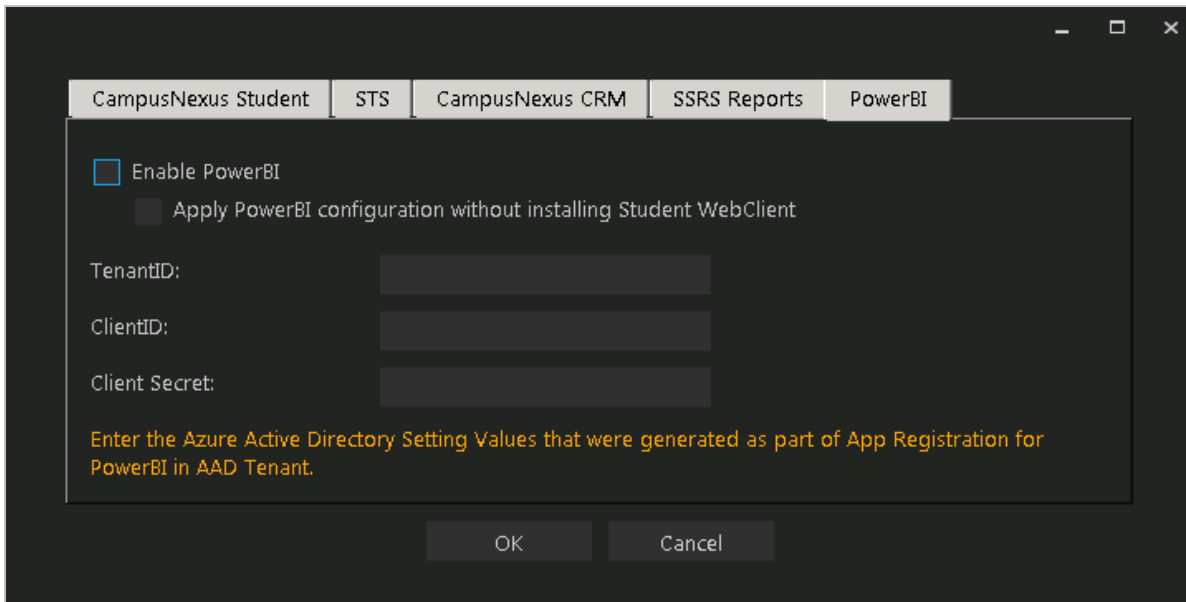 CampusNexus Student STS CampusNexus CRM SSRS Reports PowerBI
Enable PowerBI
Apply PowerBI configuration without installing Student WebClient
TenantID:
ClientID:
Client Secret:
Enter the Azure Active Directory Setting Values that were generated as part of App Registration for
PowerBI in AAD Tenant.
OK Cancel